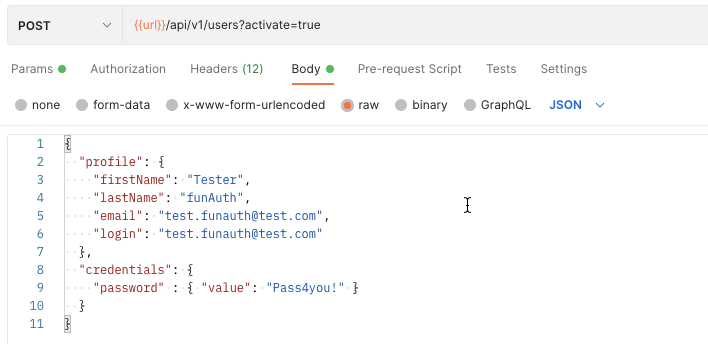 POST {{url}}/api/v1/users?activate=true
Params Authorization Headers (12) Body Pre-request Script Tests Settings
none form-data x-www-form-urlencoded raw binary GraphQL JSON
1 {
2 "profile": {
3 "firstName": "Tester",
4 "lastName": "funAuth",
5 "email": "test.funauth@test.com",
6 "login": "test.funauth@test.com"
7 },
8 "credentials": {
9 "password" : { "value": "Pass4you!" }
10 }
11 }